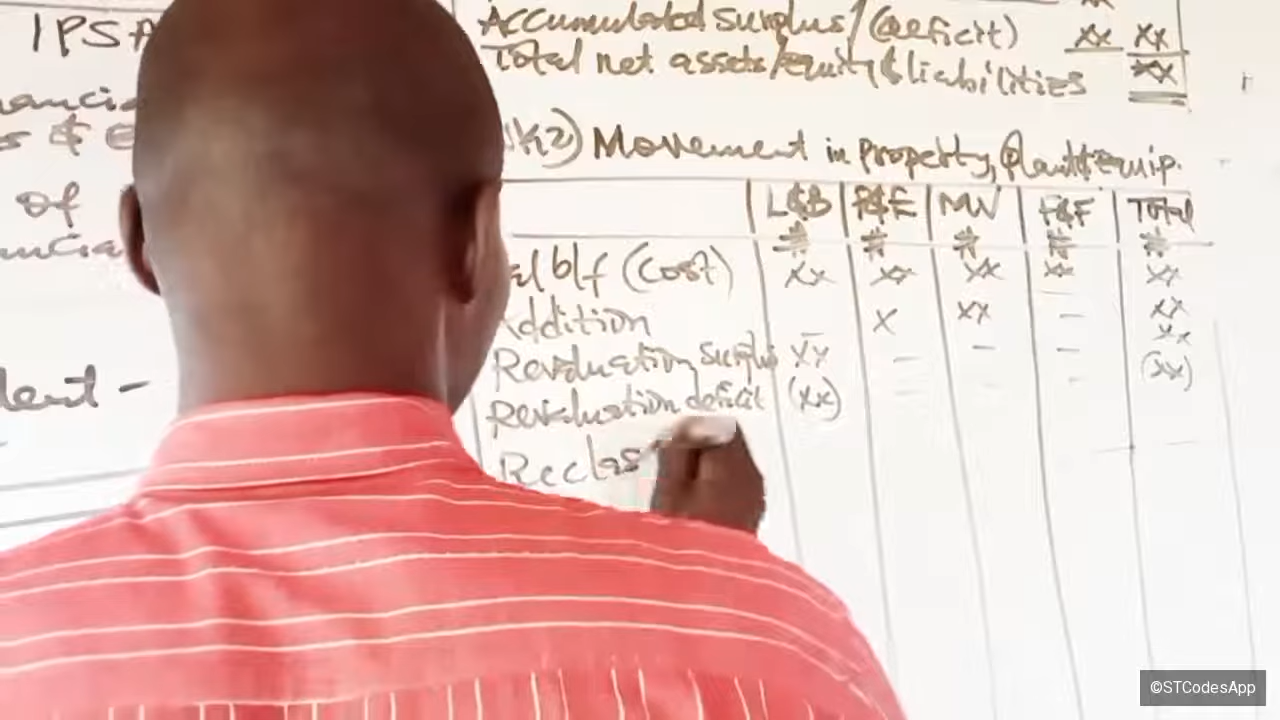 IPSA
Accumulated Surplus/(deficit) xx xx
Total net assets/equity & liabilities xx
of
dent -
k2) Movement in property, plant & equip.
L&B P&E MV F&F Total
# # # # #
b/f (Cost) xx xx xx xx xx
Addition - x xx - xx
Revaluation Surplus xx - - - xx
Revaluation deficit (xx) - - - (xx)
Reclas
©STCodesApp